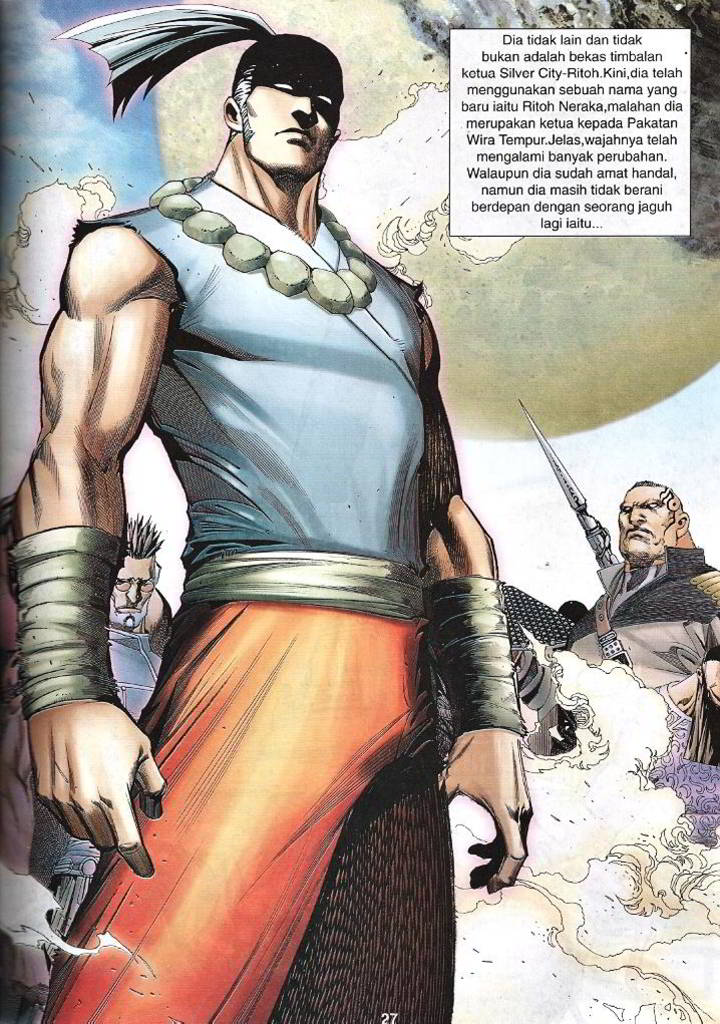 Dia tidak lain dan tidak
bukan adalah bekas timbalan
ketua Silver City-Ritoh.Kini,dia telah
menggunakan sebuah nama yang
baru iaitu Ritoh Neraka,malahan dia
merupakan ketua kepada Pakatan
Wira Tempur.Jelas,wajahnya telah
mengalami banyak perubahan.
Walaupun dia sudah amat handal,
namun dia masih tidak berani
berdepan dengan seorang jaguh
lagi iaitu...
27